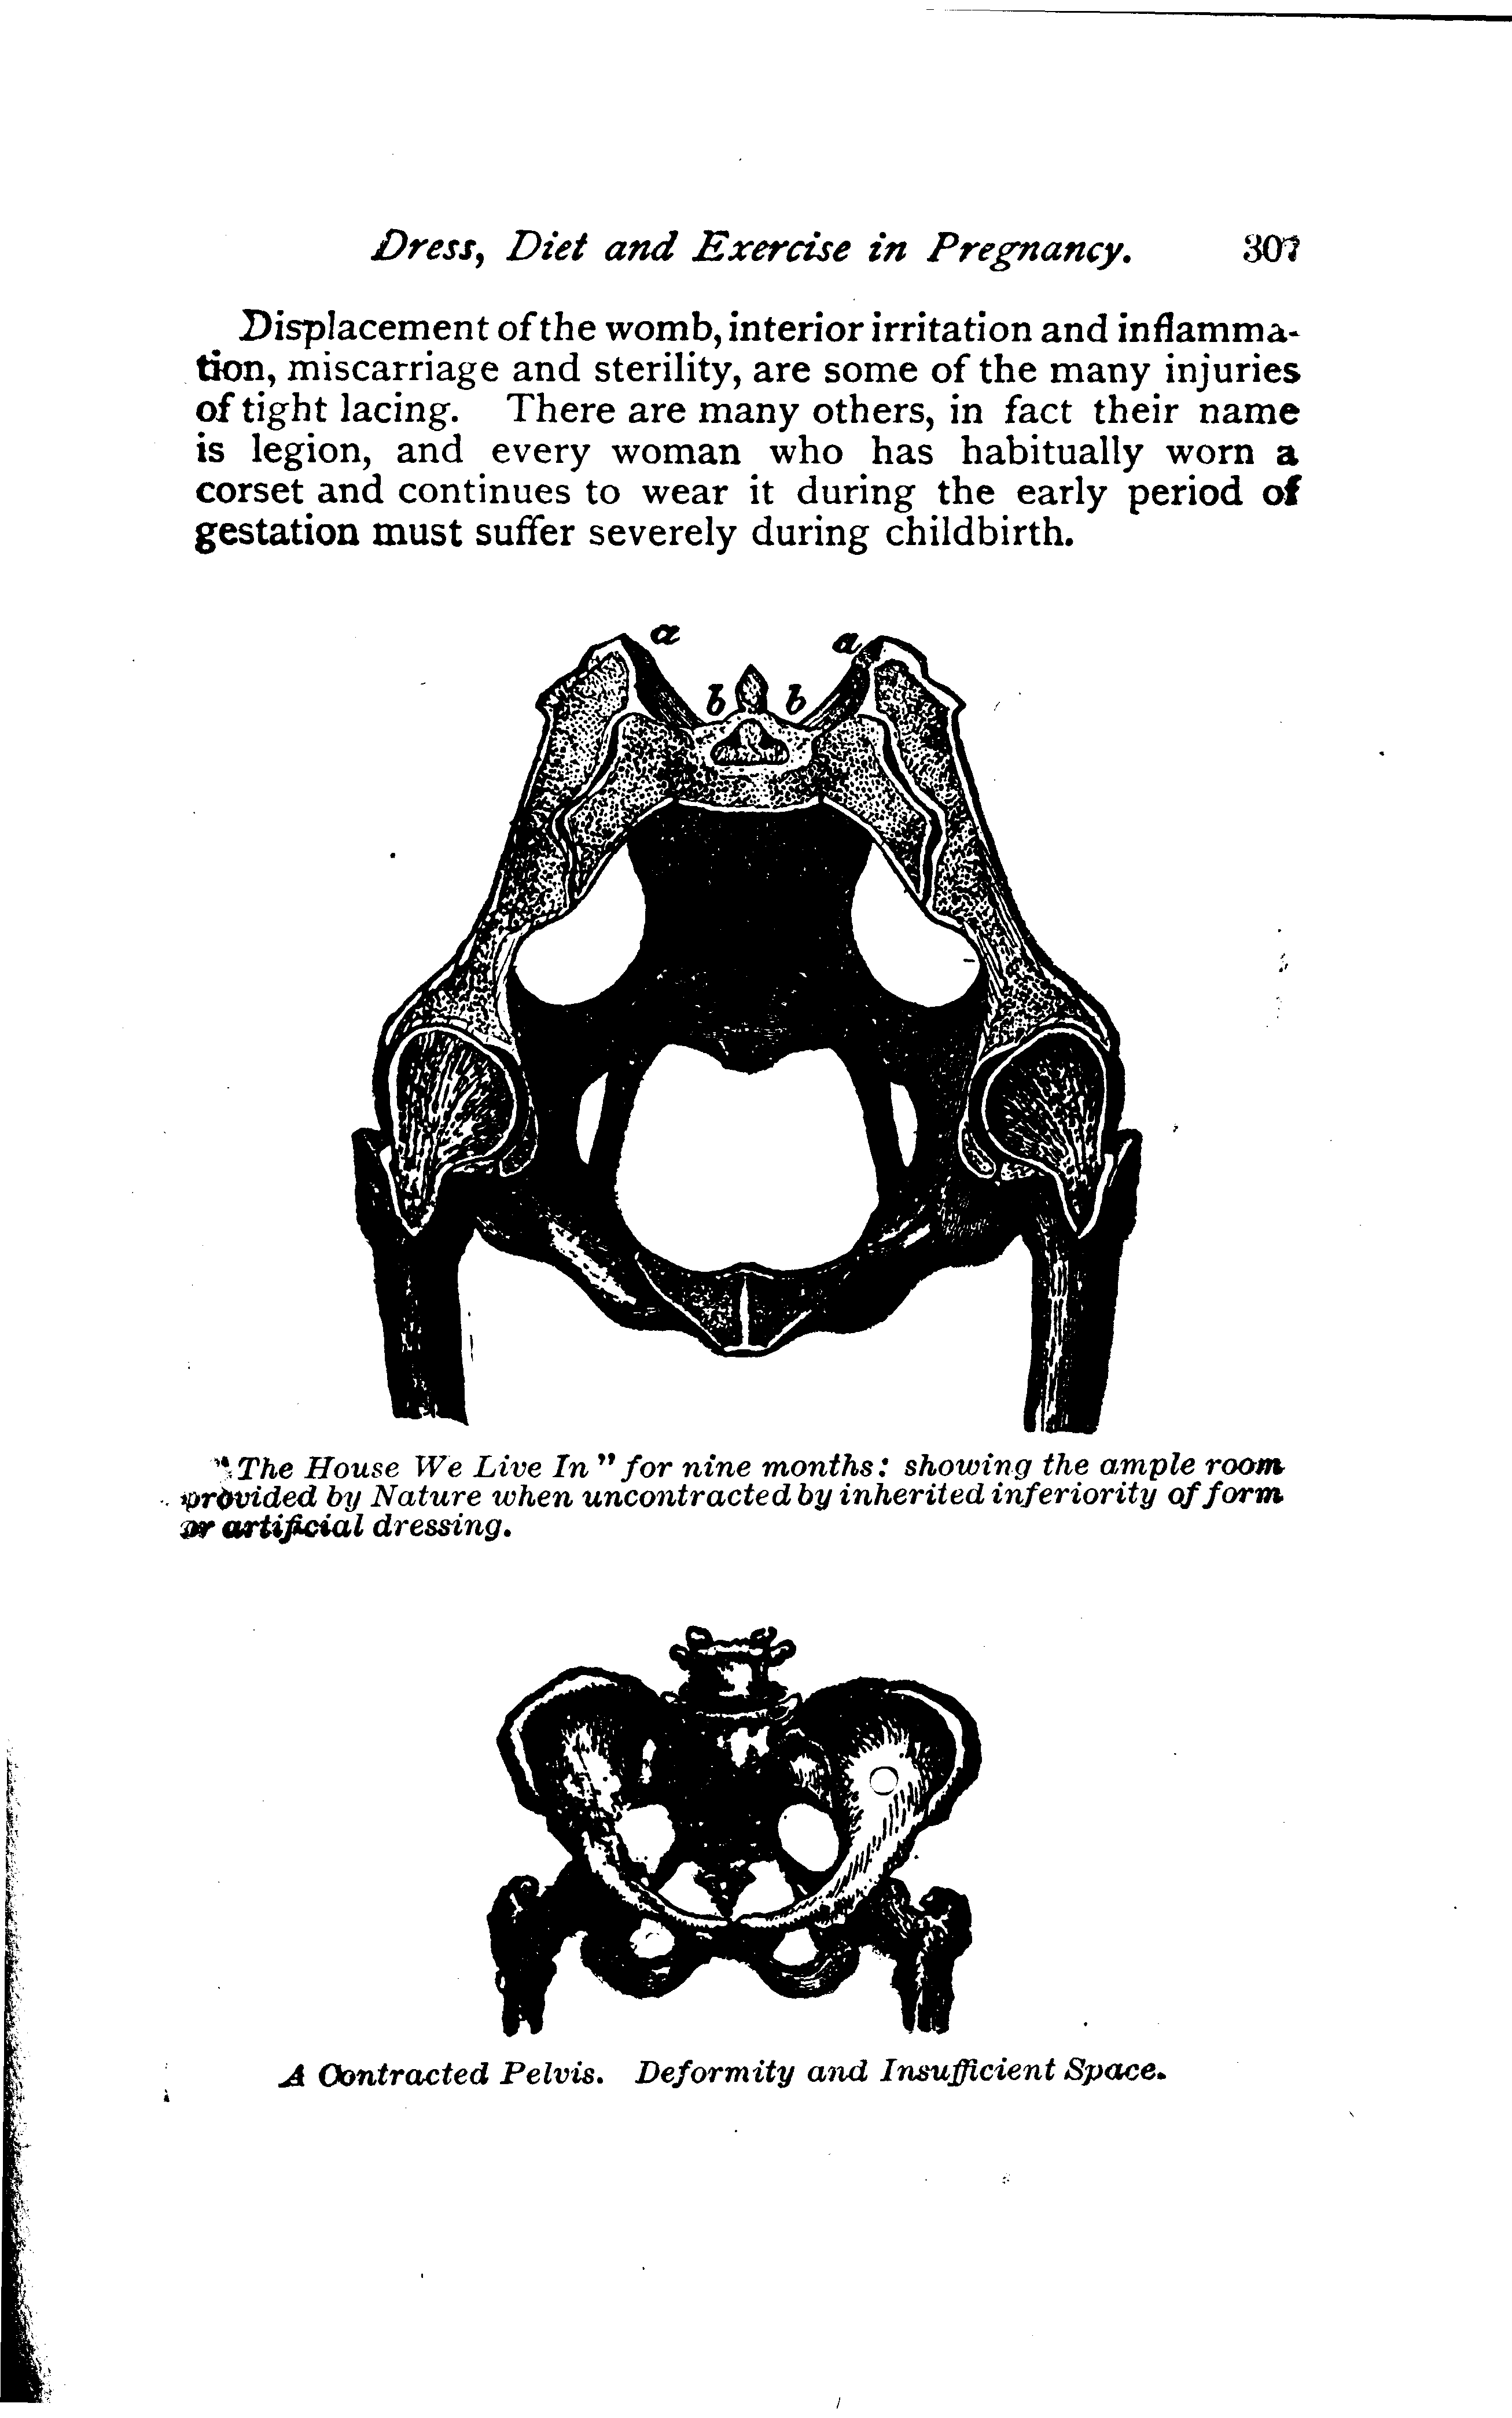 Dress, Diet and Exercise in Pregnancy. 307
Displacement of the womb, interior irritation and inflamma-
tion, miscarriage and sterility, are some of the many injuries
of tight lacing. There are many others, in fact their name
is legion, and every woman who has habitually worn a
corset and continues to wear it during the early period of
gestation must suffer severely during childbirth.
a a
b b
"The House We Live In" for nine months: showing the ample room
provided by Nature when uncontracted by inherited inferiority of form
or artificial dressing.
A Contracted Pelvis. Deformity and Insufficient Space.